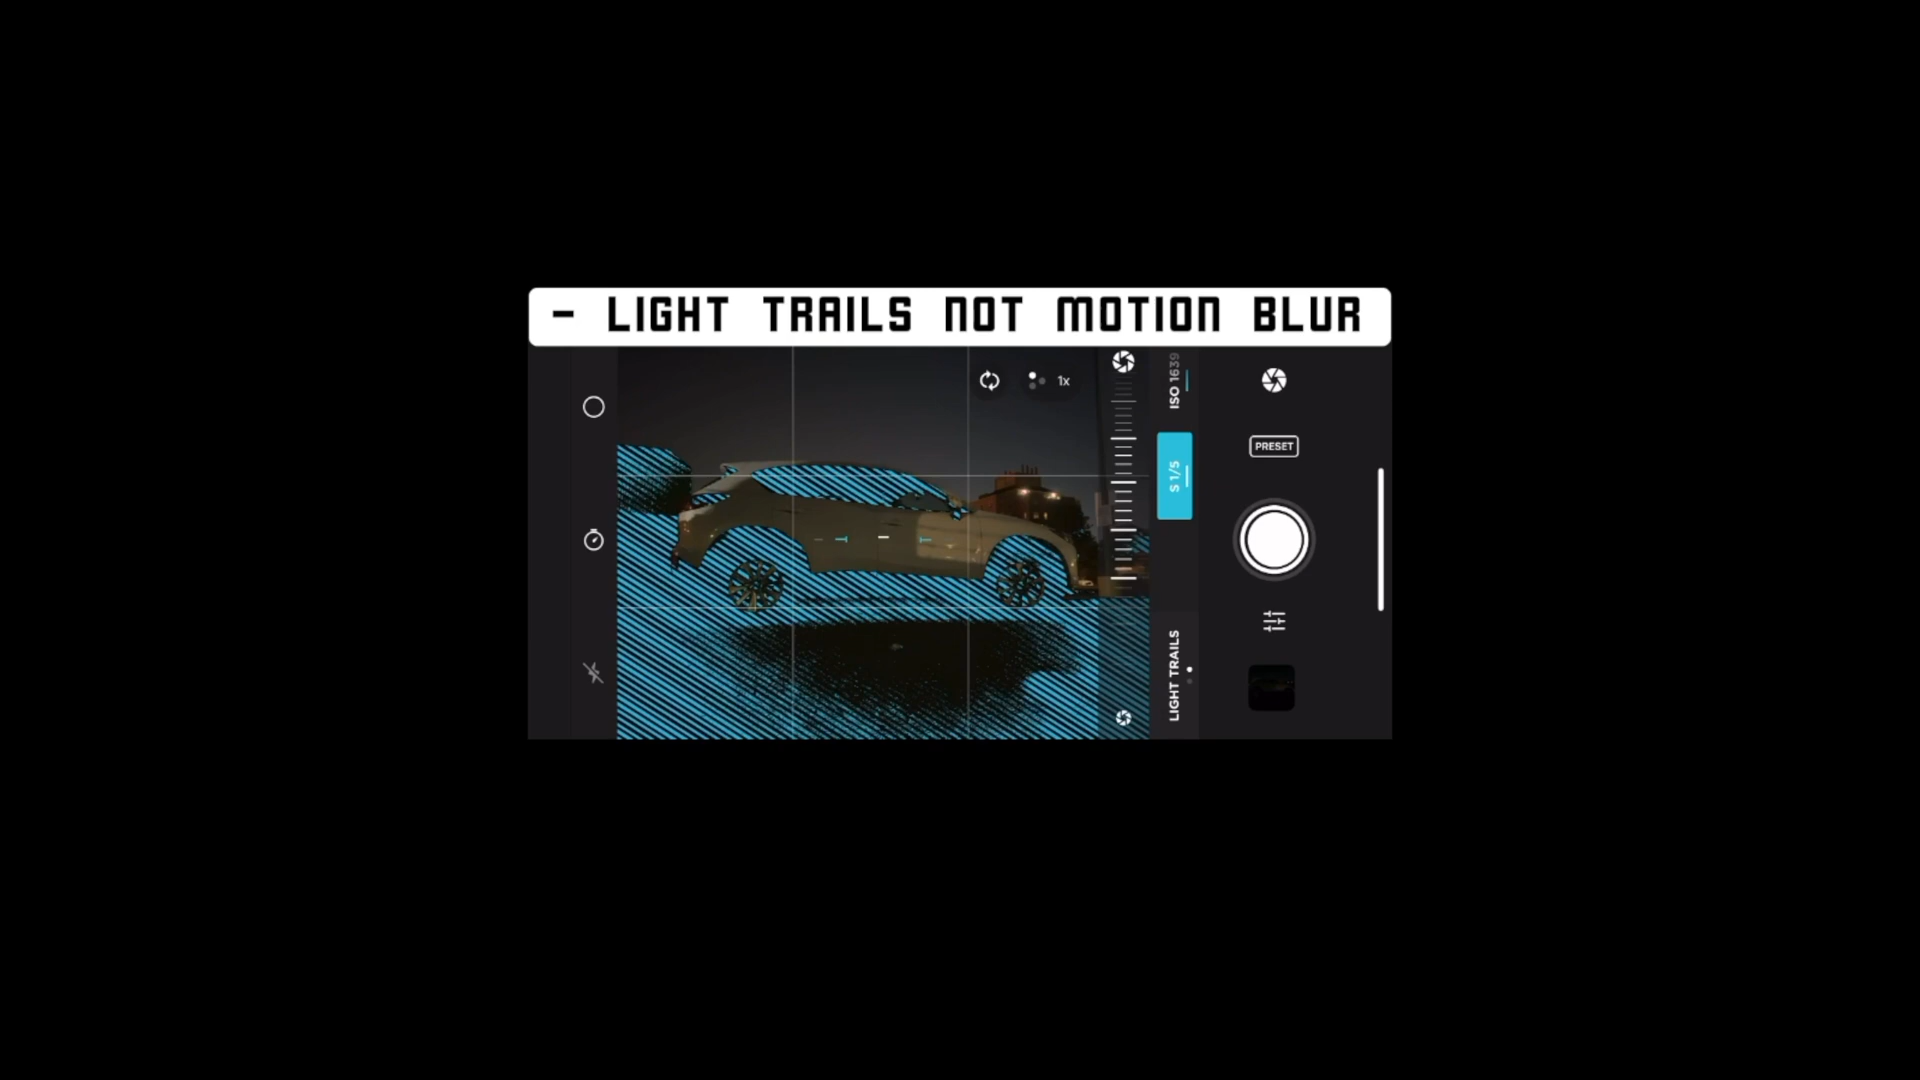 - LIGHT TRAILS NOT MOTION BLUR
1x
ISO 1639
S 1/5
LIGHT TRAILS
PRESET